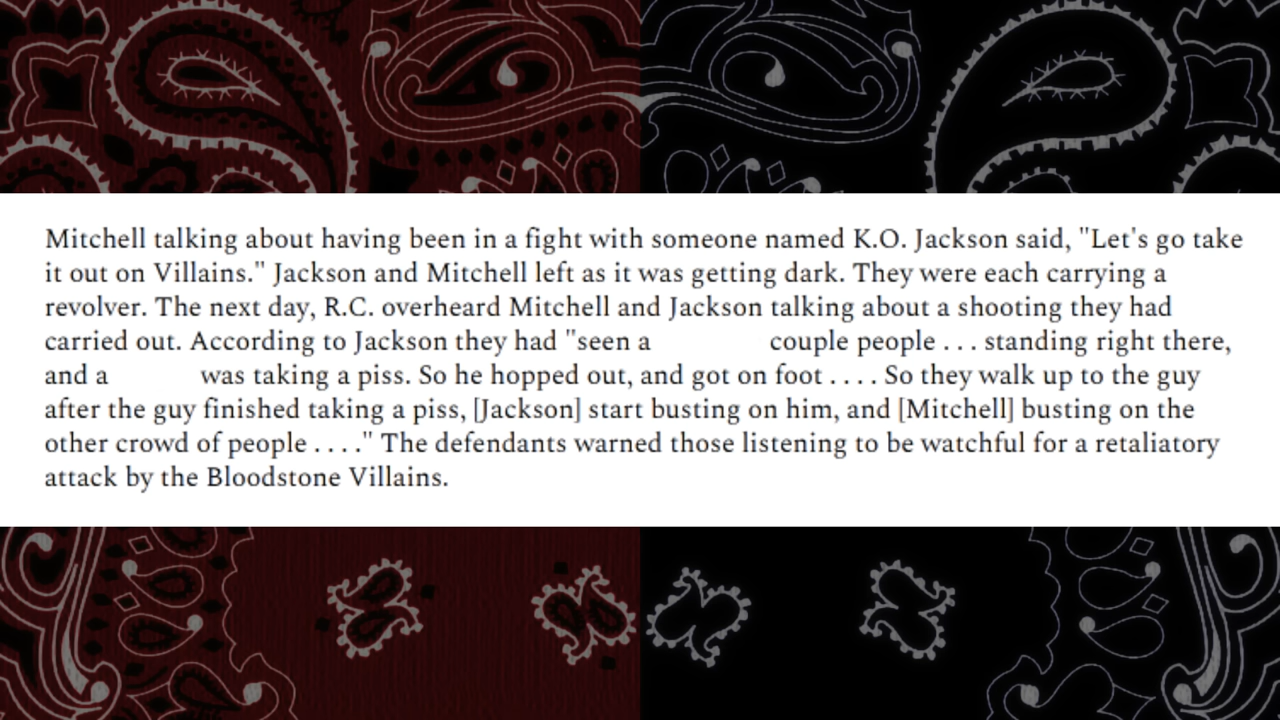 Mitchell talking about having been in a fight with someone named K.O. Jackson said, "Let's go take
it out on Villains." Jackson and Mitchell left as it was getting dark. They were each carrying a
revolver. The next day, R.C. overheard Mitchell and Jackson talking about a shooting they had
carried out. According to Jackson they had "seen a couple people . . . standing right there,
and a was taking a piss. So he hopped out, and got on foot . . . . So they walk up to the guy
after the guy finished taking a piss, [Jackson] start busting on him, and [Mitchell] busting on the
other crowd of people . . . ." The defendants warned those listening to be watchful for a retaliatory
attack by the Bloodstone Villains.